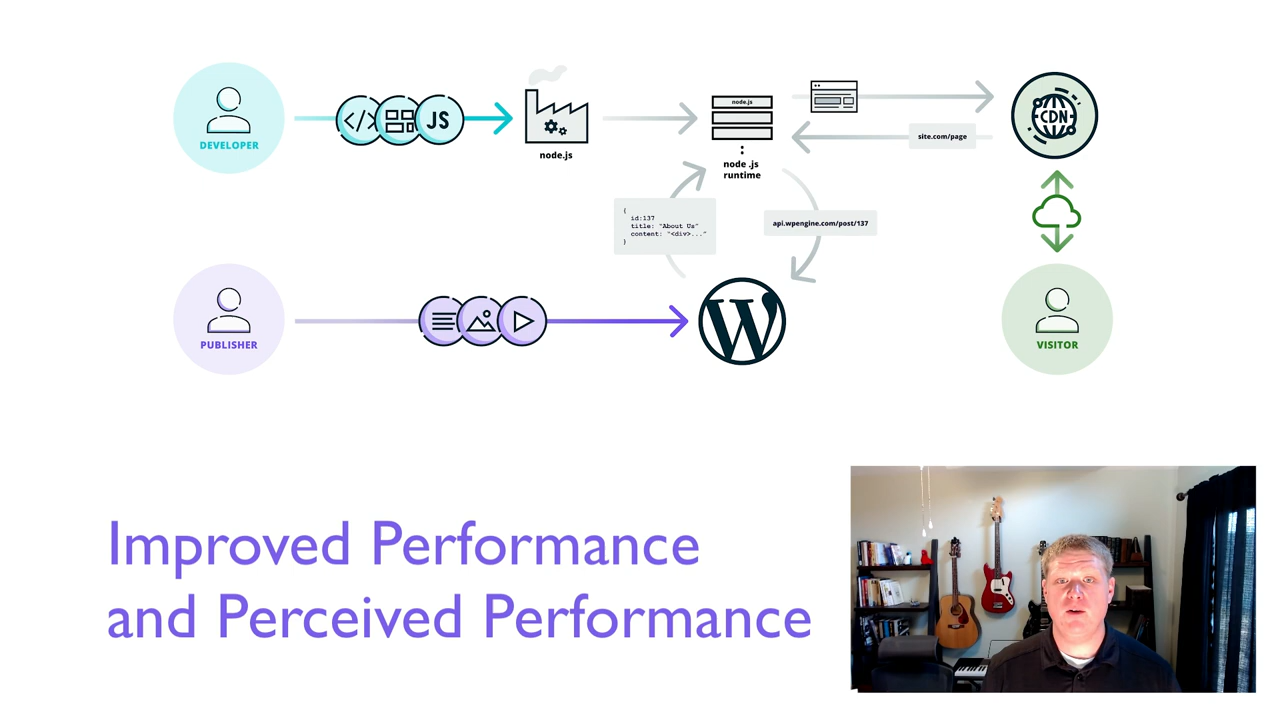 DEVELOPER
</>
JS
node.js
node.js
node .js
runtime
site.com/page
CDN
{
id:137
title: "About Us"
content: "<div>..."
}
api.wpengine.com/post/137
PUBLISHER
W
VISITOR
Improved Performance
and Perceived Performance